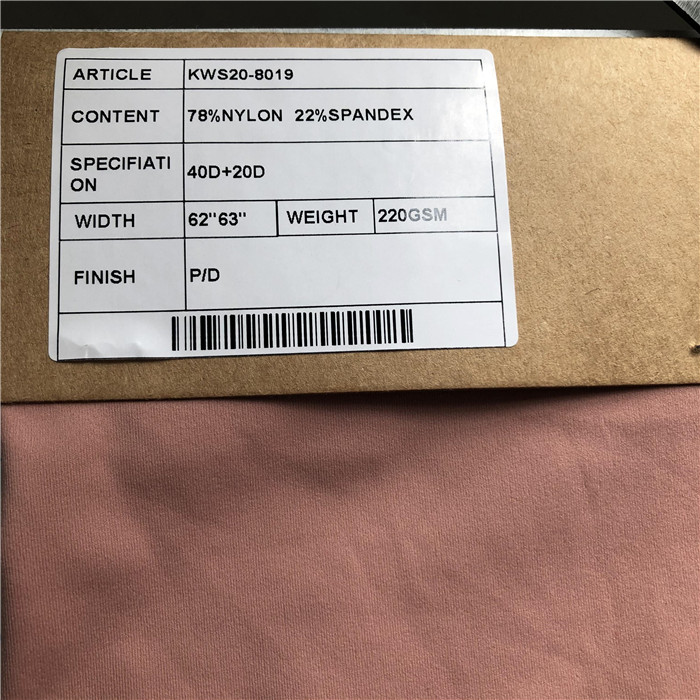 ARTICLE KWS20-8019
CONTENT 78%NYLON 22%SPANDEX
SPECIFIATI
ON 40D+20D
WIDTH 62"63" WEIGHT 220GSM
FINISH P/D